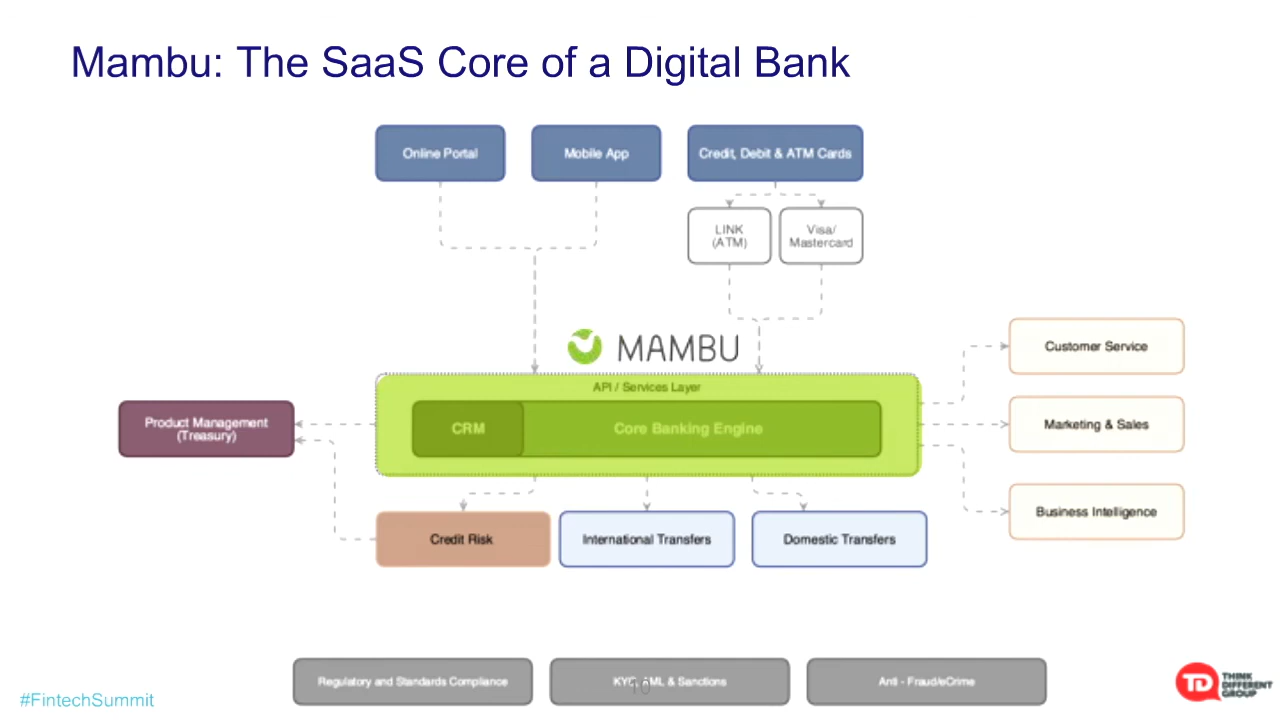 Mambu: The SaaS Core of a Digital Bank
Online Portal
Mobile App
Credit, Debit & ATM Cards
LINK
(ATM)
Visa/
Mastercard
MAMBU
API / Services Layer
CRM
Core Banking Engine
Product Management
(Treasury)
Customer Service
Marketing & Sales
Business Intelligence
Credit Risk
International Transfers
Domestic Transfers
Regulatory and Standards Compliance
KYC, AML & Sanctions
10
Anti - Fraud/eCrime
#FintechSummit
TD
THINK
DIFFERENT
GROUP